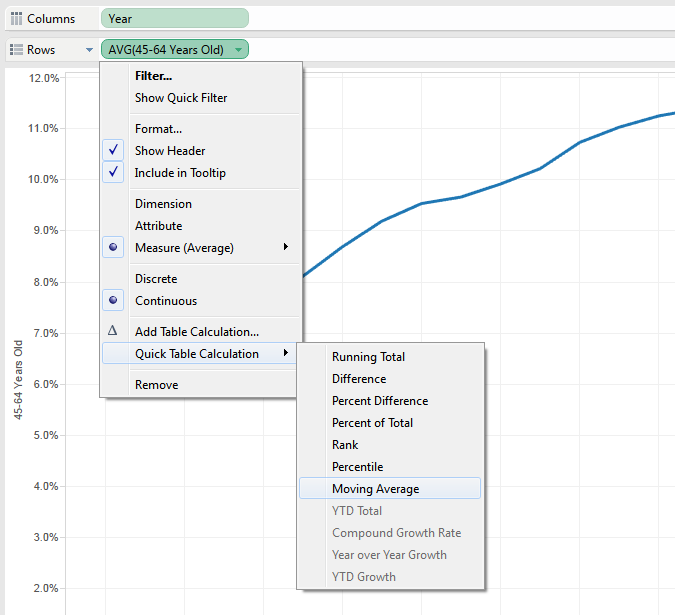 Columns
Year
Rows
AVG(45-64 Years Old)
Filter...
Show Quick Filter
Format...
Show Header
Include in Tooltip
Dimension
Attribute
Measure (Average)
Discrete
Continuous
Δ Add Table Calculation...
Quick Table Calculation
Remove
Running Total
Difference
Percent Difference
Percent of Total
Rank
Percentile
Moving Average
YTD Total
Compound Growth Rate
Year over Year Growth
YTD Growth
45-64 Years Old
12.0%
11.0%
10.0%
9.0%
8.0%
7.0%
6.0%
5.0%
4.0%
3.0%
2.0%